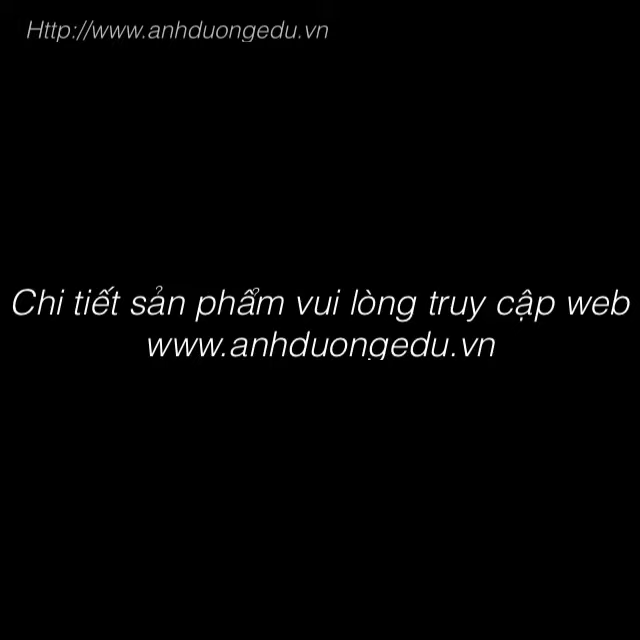 Http://www.anhduongedu.vn
Chi tiết sản phẩm vui lòng truy cập web
www.anhduongedu.vn